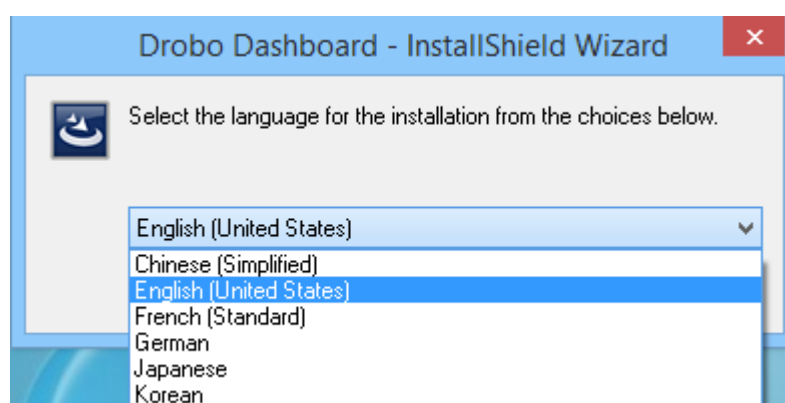 Drobo Dashboard - InstallShield Wizard
Select the language for the installation from the choices below.
English (United States)
Chinese (Simplified)
English (United States)
French (Standard)
German
Japanese
Korean